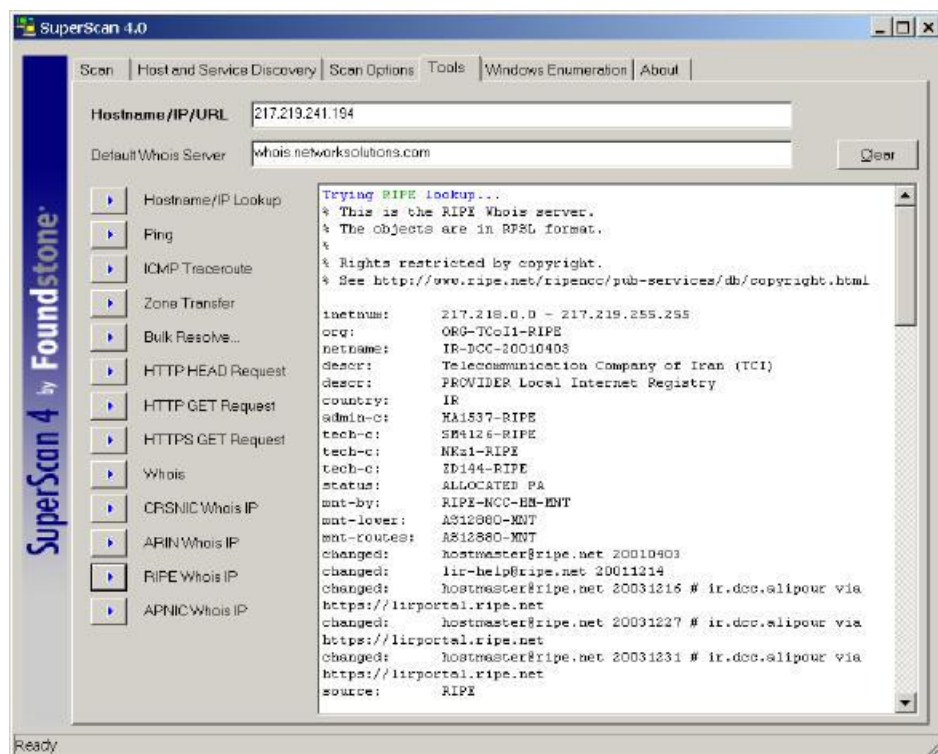 SuperScan 4.0
Scan
Host and Service Discovery
Scan Options
Tools
Windows Enumeration
About
Hostname/IP/URL
217.219.241.194
Default Whois Server
whois.networksolutions.com
Clear
Hostname/IP Lookup
Ping
ICMP Traceroute
Zone Transfer
Bulk Resolve...
HTTP HEAD Request
HTTP GET Request
HTTPS GET Request
Whois
CRSNIC Whois IP
ARIN Whois IP
RIPE Whois IP
APNIC Whois IP
Trying RIPE lookup...
% This is the RIPE Whois server.
% The objects are in RPSL format.
%
% Rights restricted by copyright.
% See http://www.ripe.net/ripencc/pub-services/db/copyright.html
inetnum: 217.218.0.0 - 217.219.255.255
org: ORG-TCoI1-RIPE
netname: IR-DCC-20010403
descr: Telecommunication Company of Iran (TCI)
descr: PROVIDER Local Internet Registry
country: IR
admin-c: HA1537-RIPE
tech-c: SM4126-RIPE
tech-c: NKz1-RIPE
tech-c: ZD144-RIPE
status: ALLOCATED PA
mnt-by: RIPE-NCC-HM-MNT
mnt-lower: AS12880-MNT
mnt-routes: AS12880-MNT
changed: hostmaster@ripe.net 20010403
changed: lir-help@ripe.net 20011214
changed: hostmaster@ripe.net 20031216 # ir.dcc.alipour via
https://lirportal.ripe.net
changed: hostmaster@ripe.net 20031227 # ir.dcc.alipour via
https://lirportal.ripe.net
changed: hostmaster@ripe.net 20031231 # ir.dcc.alipour via
https://lirportal.ripe.net
source: RIPE
SuperScan 4 by Foundstone
Ready